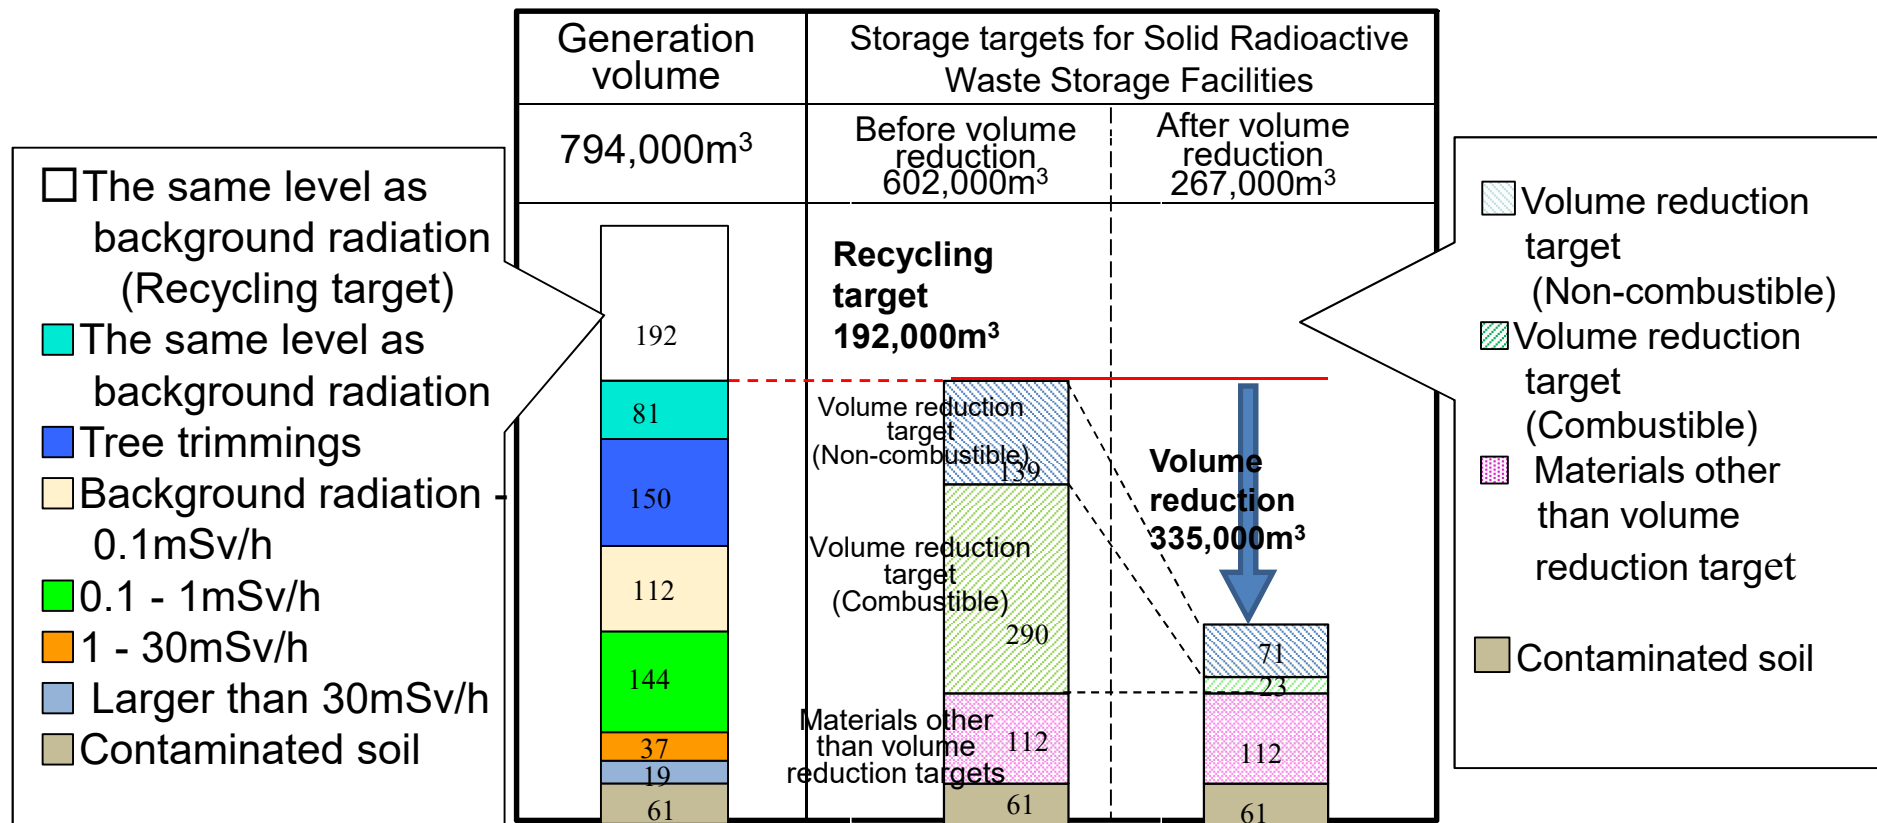 Generation
volume
Storage targets for Solid Radioactive
Waste Storage Facilities
794,000m³
Before volume
reduction
602,000m³
After volume
reduction
267,000m³
The same level as
background radiation
(Recycling target)
The same level as
background radiation
Tree trimmings
Background radiation -
0.1mSv/h
0.1 - 1mSv/h
1 - 30mSv/h
Larger than 30mSv/h
Contaminated soil
192
81
150
112
144
37
19
61
Recycling
target
192,000m³
Volume reduction
target
(Non-combustible)
139
Volume reduction
target
(Combustible)
290
Materials other
than volume
reduction targets
112
61
Volume
reduction
335,000m³
71
23
112
61
Volume reduction
target
(Non-combustible)
Volume reduction
target
(Combustible)
Materials other
than volume
reduction target
Contaminated soil